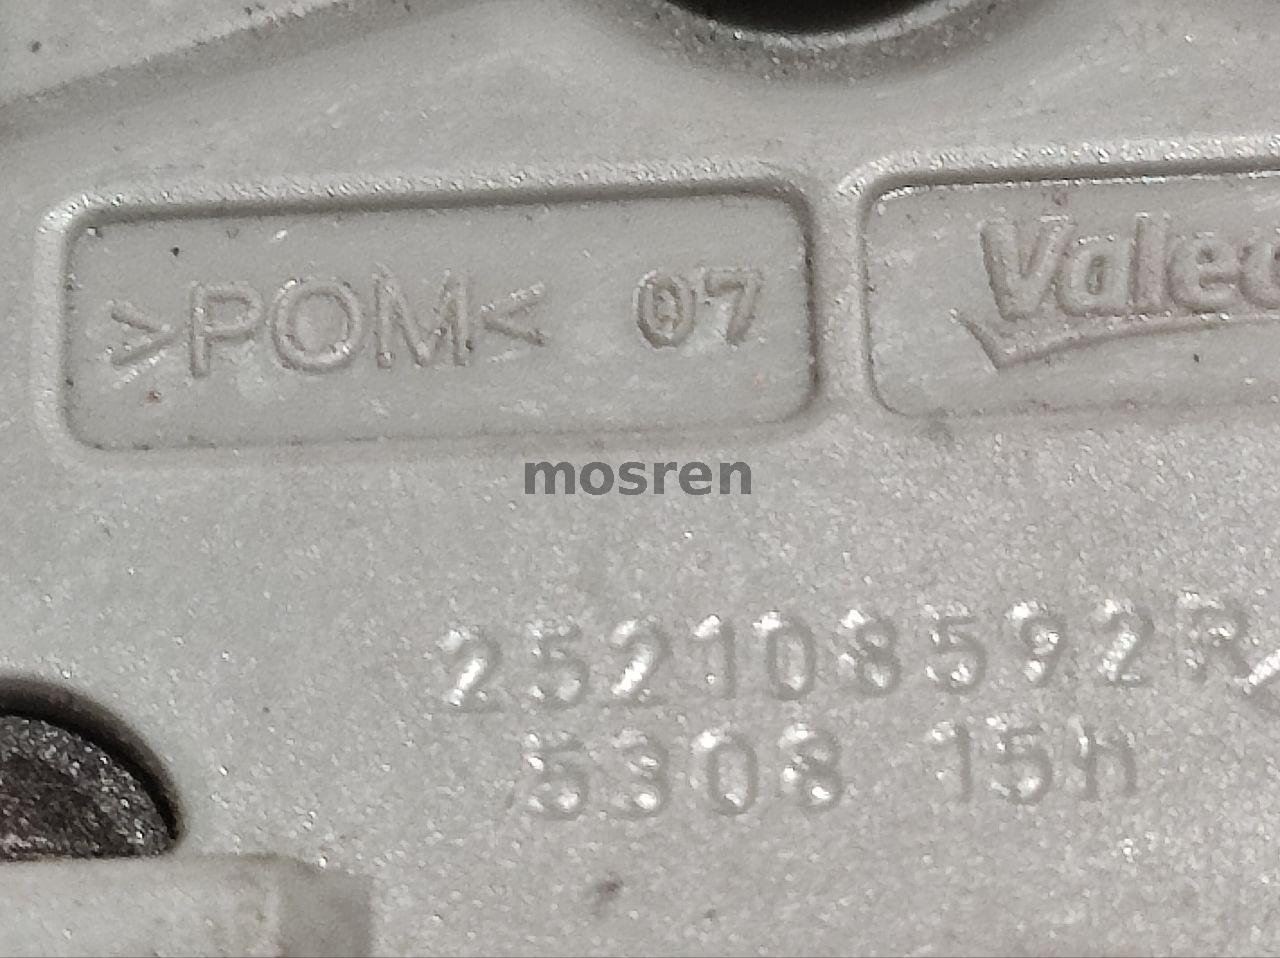 >POM< 07
Valeo
mosren
252108592R
5308 15H